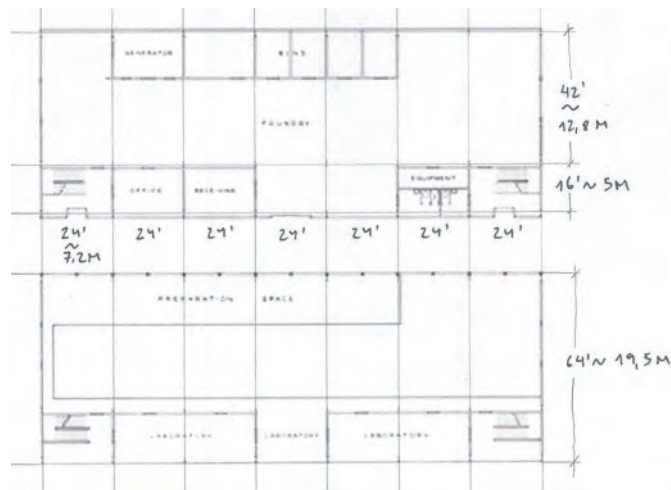 GENERATOR
BINS
FOUNDRY
42'
~
12,8 M
OFFICE
RECEIVING
EQUIPMENT
16' ~ 5M
24' 24' 24' 24' 24' 24' 24'
~
7,2M
PREPARATION SPACE
64' ~ 19,5 M
LABORATORY LABORATORY LABORATORY